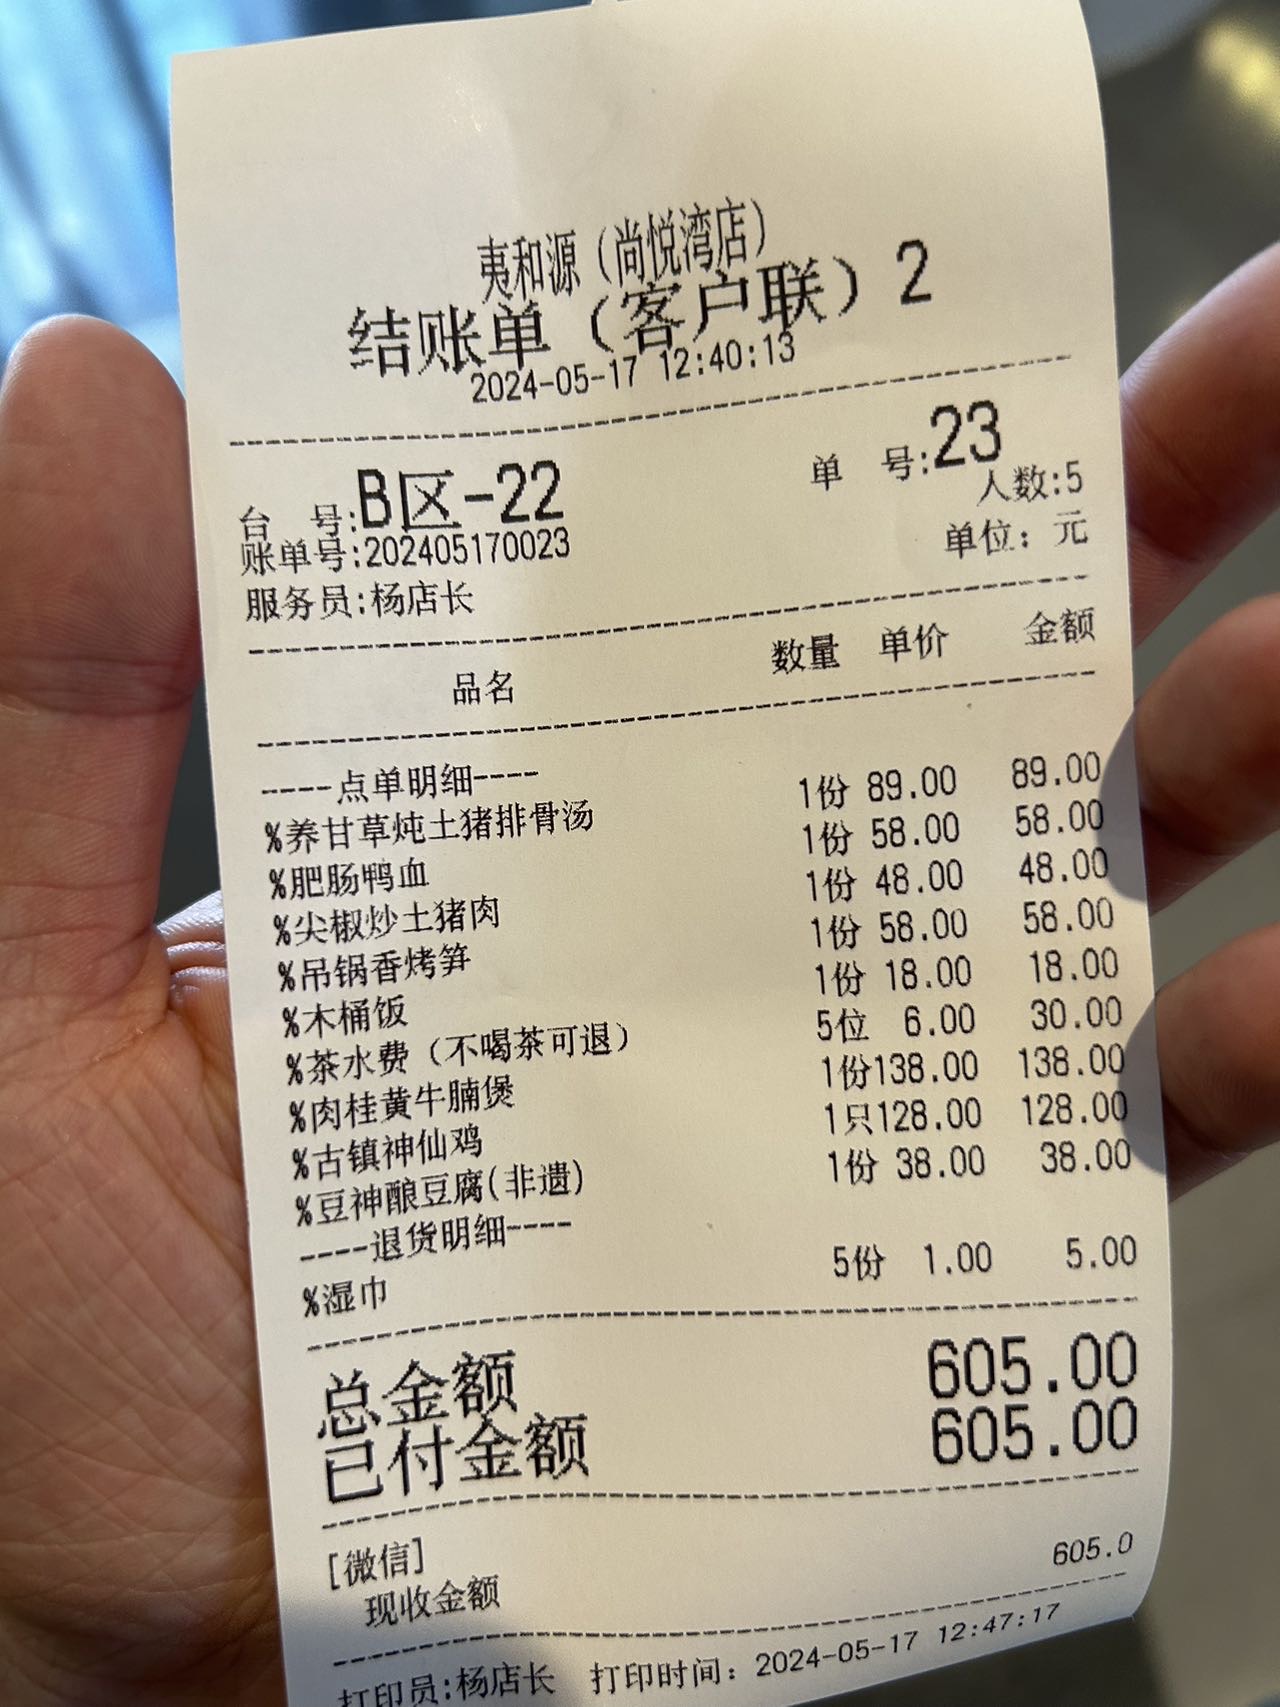 夷和源（尚悦湾店）
结账单（客户联）2
2024-05-17 12:40:13
台 号:B区-22 单 号:23
账单号:202405170023 人数:5
服务员:杨店长 单位：元
品名 数量 单价 金额
----点单明细----
%养甘草炖土猪排骨汤 1份 89.00 89.00
%肥肠鸭血 1份 58.00 58.00
%尖椒炒土猪肉 1份 48.00 48.00
%吊锅香烤笋 1份 58.00 58.00
%木桶饭 1份 18.00 18.00
%茶水费（不喝茶可退） 5位 6.00 30.00
%肉桂黄牛腩煲 1份138.00 138.00
%古镇神仙鸡 1只128.00 128.00
%豆神酿豆腐(非遗) 1份 38.00 38.00
----退货明细----
%湿巾 5份 1.00 5.00
总金额 605.00
已付金额 605.00
[微信]
现收金额 605.0
打印员:杨店长 打印时间：2024-05-17 12:47:17